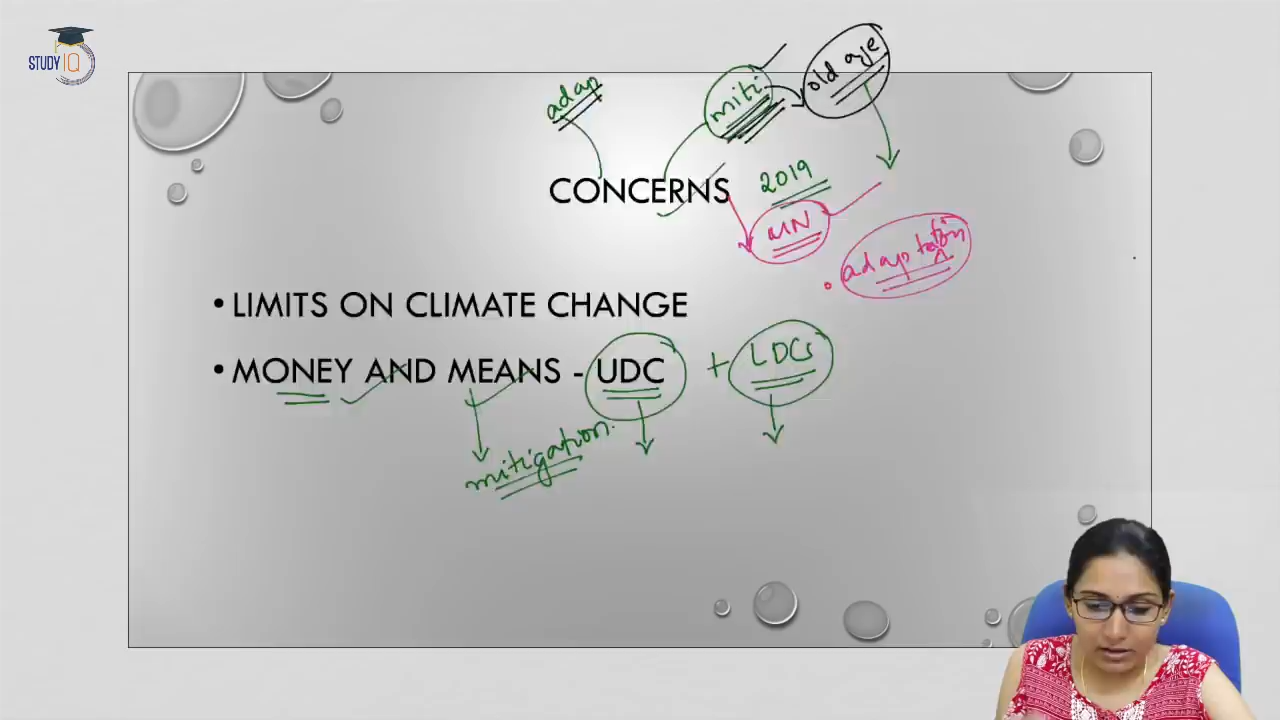 STUDY IQ
adap
miti
old age
CONCERNS
2019
UN
adaptation
• LIMITS ON CLIMATE CHANGE
• MONEY AND MEANS - UDC + LDCs
mitigation.